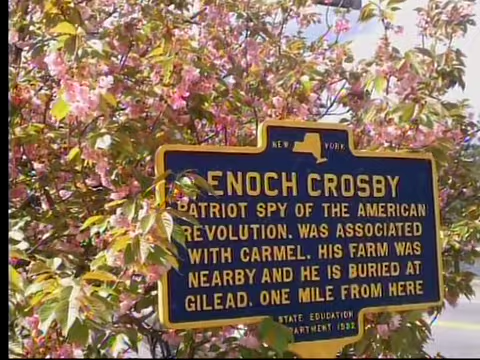 NEW YORK
ENOCH CROSBY
PATRIOT SPY OF THE AMERICAN
REVOLUTION. WAS ASSOCIATED
WITH CARMEL. HIS FARM WAS
NEARBY AND HE IS BURIED AT
GILEAD. ONE MILE FROM HERE
STATE EDUCATION
DEPARTMENT 1932